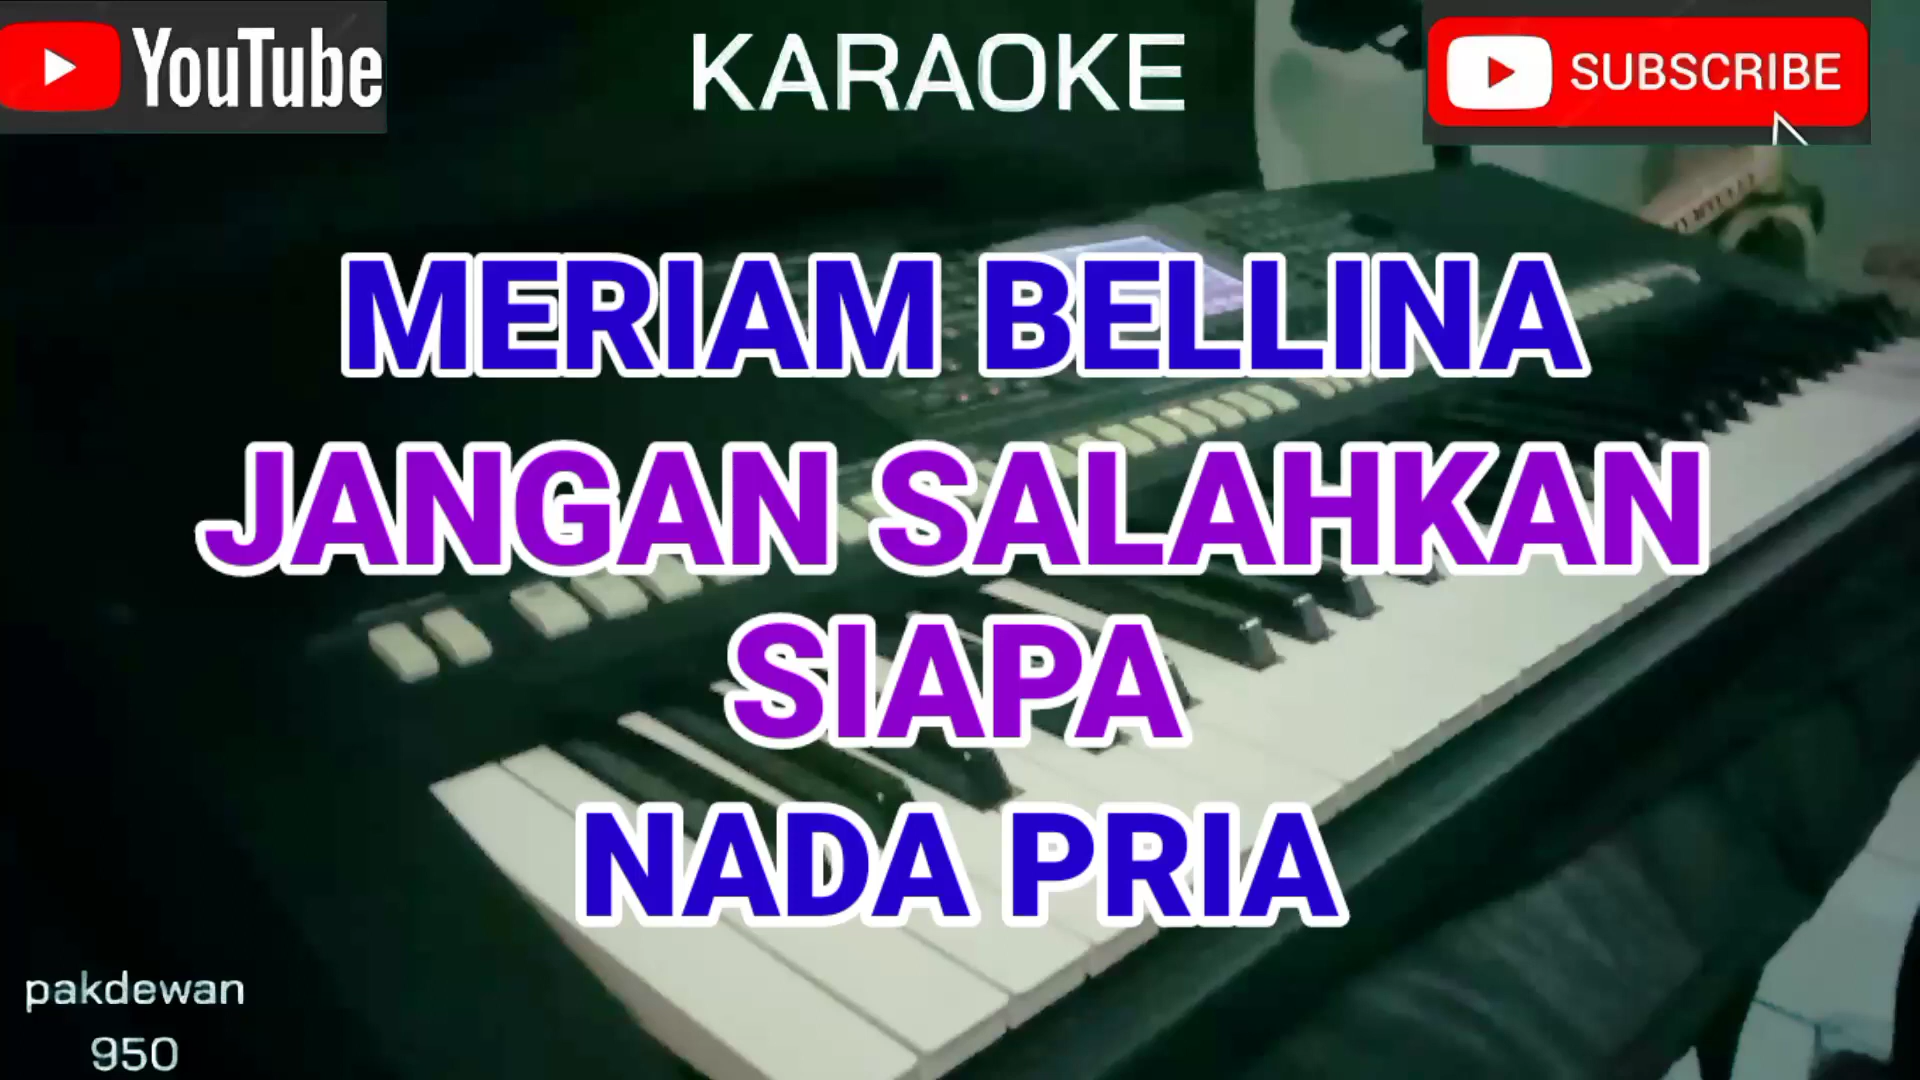 YouTube
KARAOKE
SUBSCRIBE
MERIAM BELLINA
JANGAN SALAHKAN
SIAPA
NADA PRIA
pakdewan
950